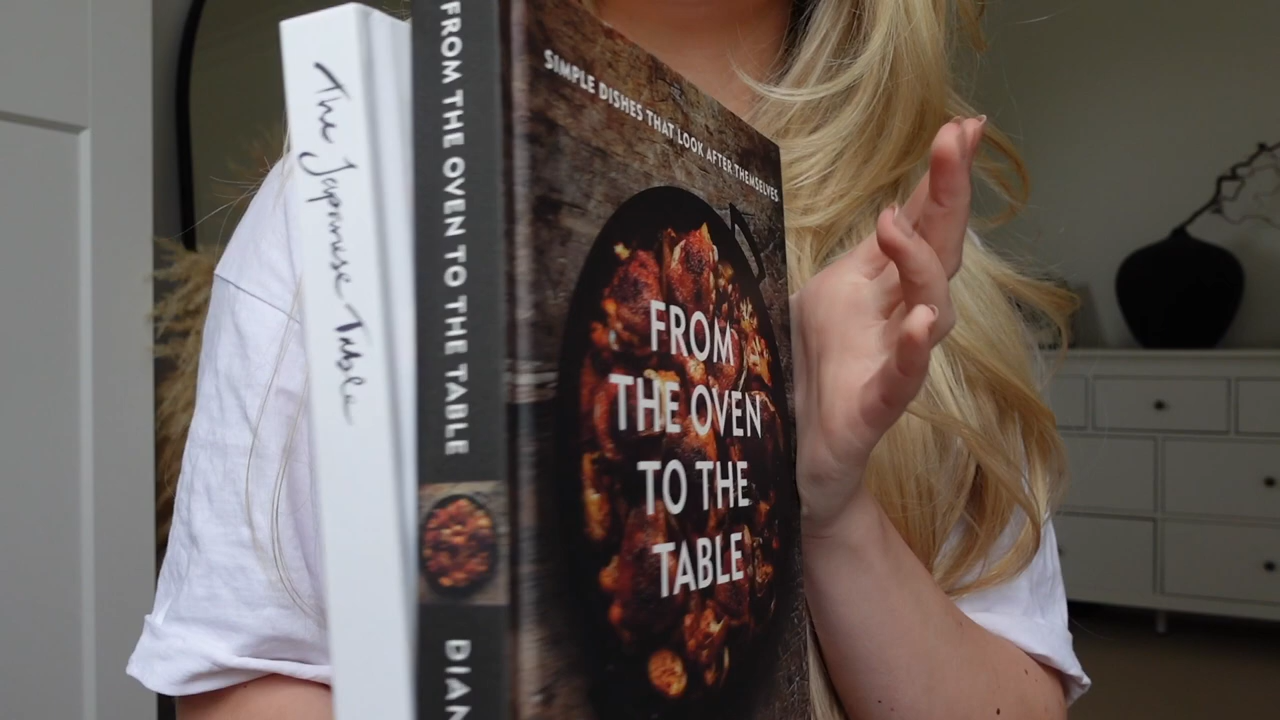 The Japanese Table
FROM THE OVEN TO THE TABLE
DIAN
SIMPLE DISHES THAT LOOK AFTER THEMSELVES
FROM
THE OVEN
TO THE
TABLE